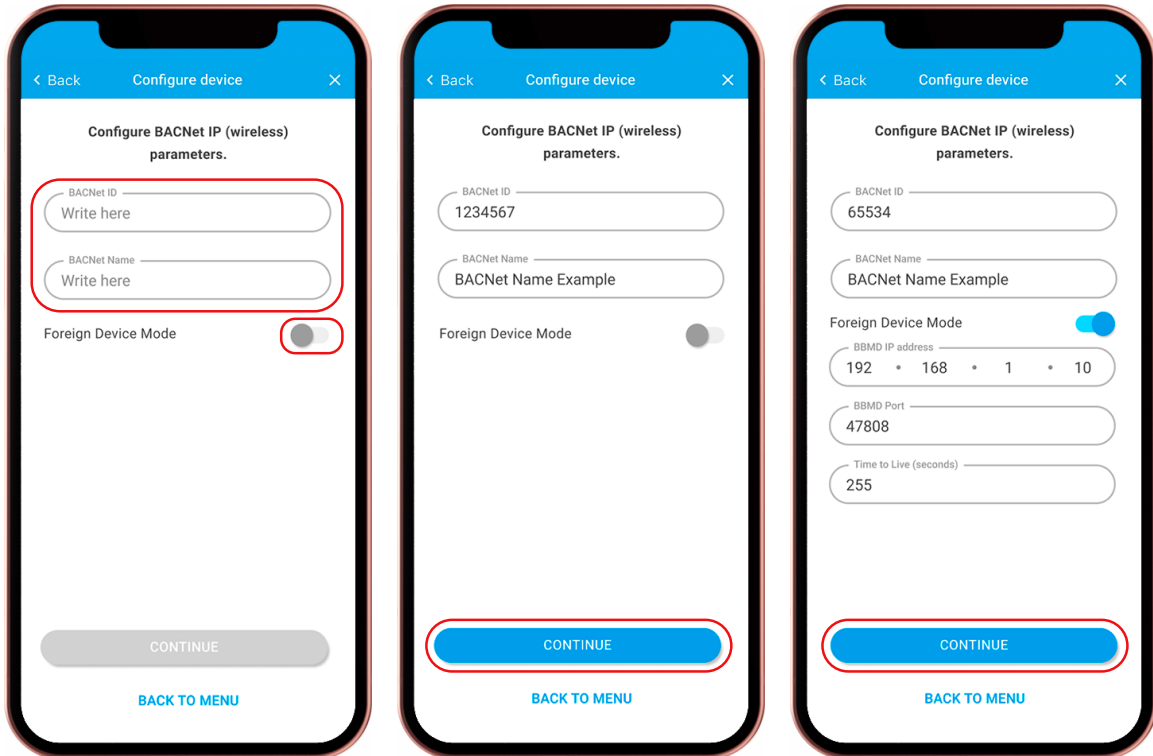 Back
Configure device
Configure BACNet IP (wireless)
parameters.
BACNet ID
Write here
BACNet Name
Write here
Foreign Device Mode
CONTINUE
BACK TO MENU
Back
Configure device
Configure BACNet IP (wireless)
parameters.
BACNet ID
1234567
BACNet Name
BACNet Name Example
Foreign Device Mode
CONTINUE
BACK TO MENU
Back
Configure device
Configure BACNet IP (wireless)
parameters.
BACNet ID
65534
BACNet Name
BACNet Name Example
Foreign Device Mode
BBMD IP address
192 • 168 • 1 • 10
BBMD Port
47808
Time to Live (seconds)
255
CONTINUE
BACK TO MENU